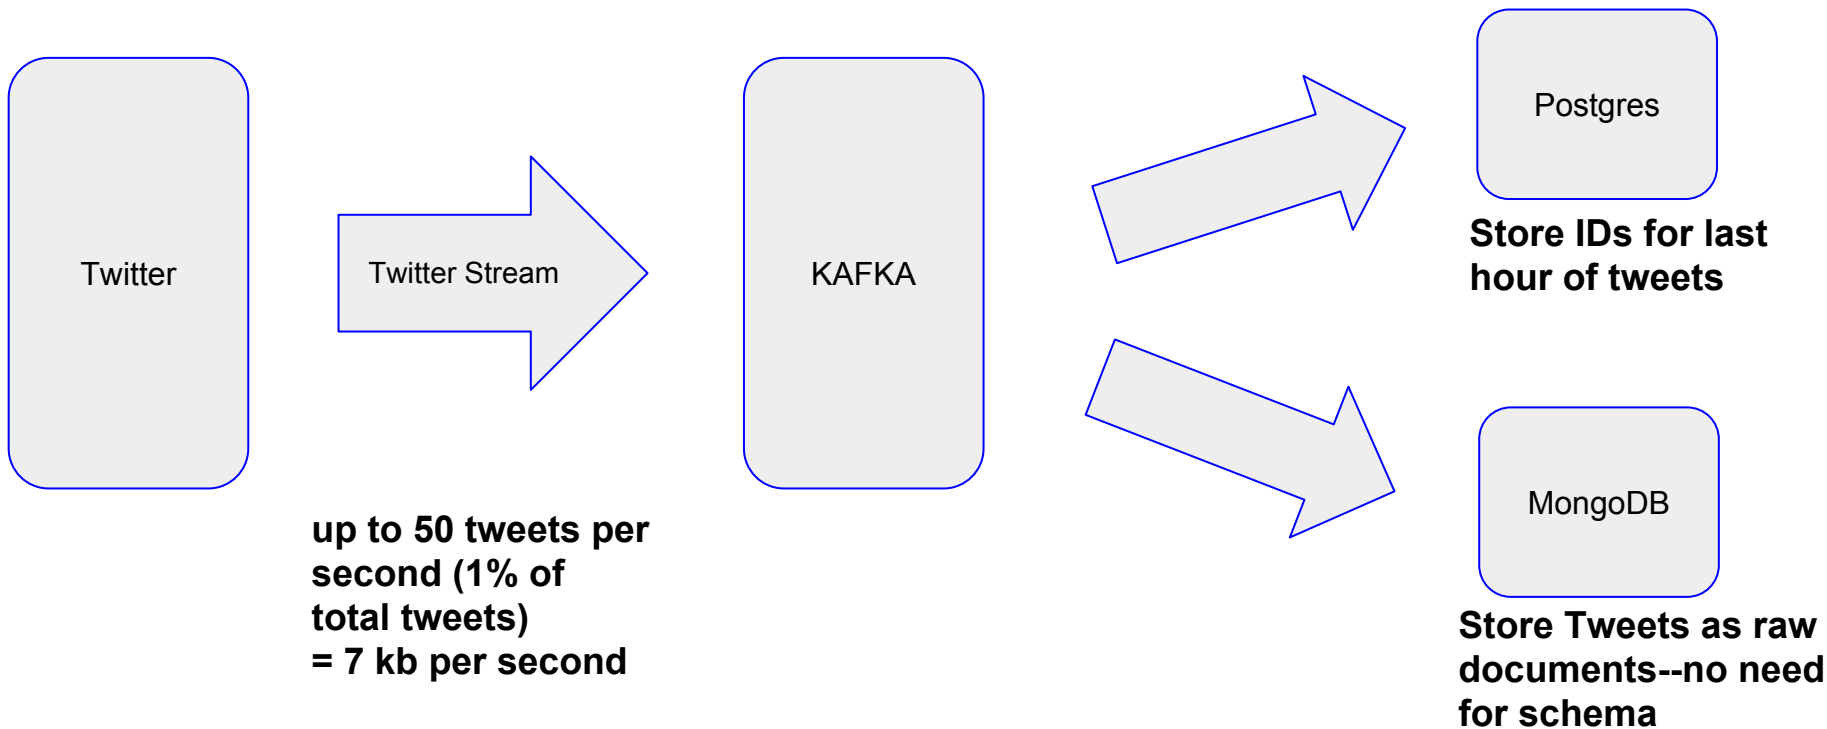 Twitter
Twitter Stream
up to 50 tweets per
second (1% of
total tweets)
= 7 kb per second
KAFKA
Postgres
Store IDs for last
hour of tweets
MongoDB
Store Tweets as raw
documents--no need
for schema